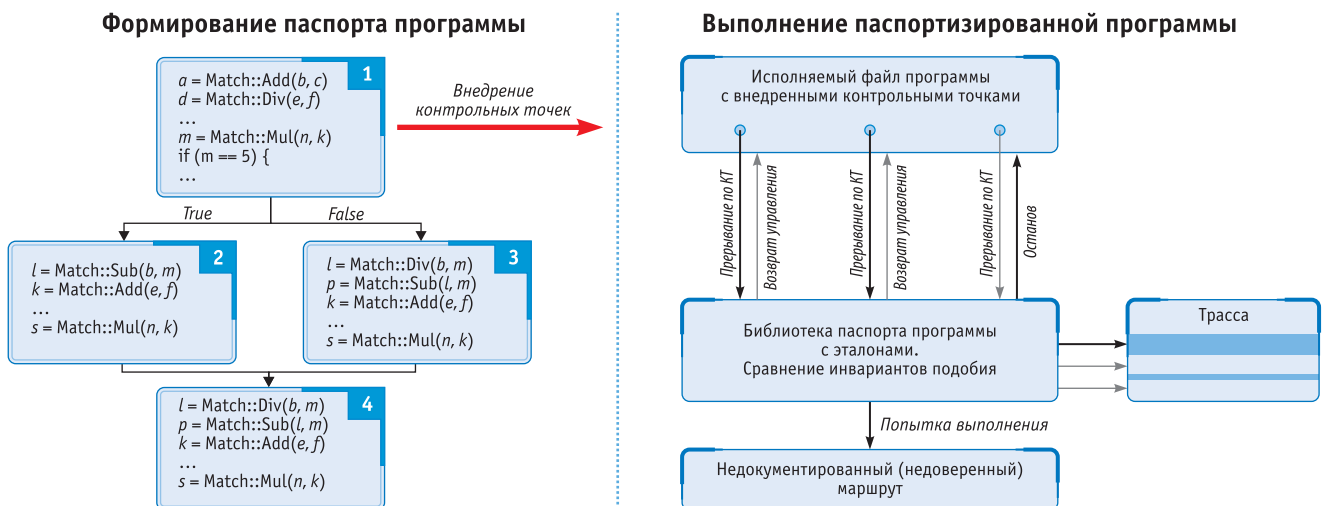 Формирование паспорта программы
1
a = Match::Add(b, c)
d = Match::Div(e, f)
...
m = Match::Mul(n, k)
if (m == 5) {
...
Внедрение
контрольных точек
True
False
2
l = Match::Sub(b, m)
k = Match::Add(e, f)
...
s = Match::Mul(n, k)
3
l = Match::Div(b, m)
p = Match::Sub(l, m)
k = Match::Add(e, f)
...
s = Match::Mul(n, k)
4
l = Match::Div(b, m)
p = Match::Sub(l, m)
k = Match::Add(e, f)
...
s = Match::Mul(n, k)
Выполнение паспортизированной программы
Исполняемый файл программы
с внедренными контрольными точками
Прерывание по КТ
Возврат управления
Прерывание по КТ
Возврат управления
Прерывание по КТ
Останов
Библиотека паспорта программы
с эталонами.
Сравнение инвариантов подобия
Трасса
Попытка выполнения
Недокументированный (недоверенный)
маршрут